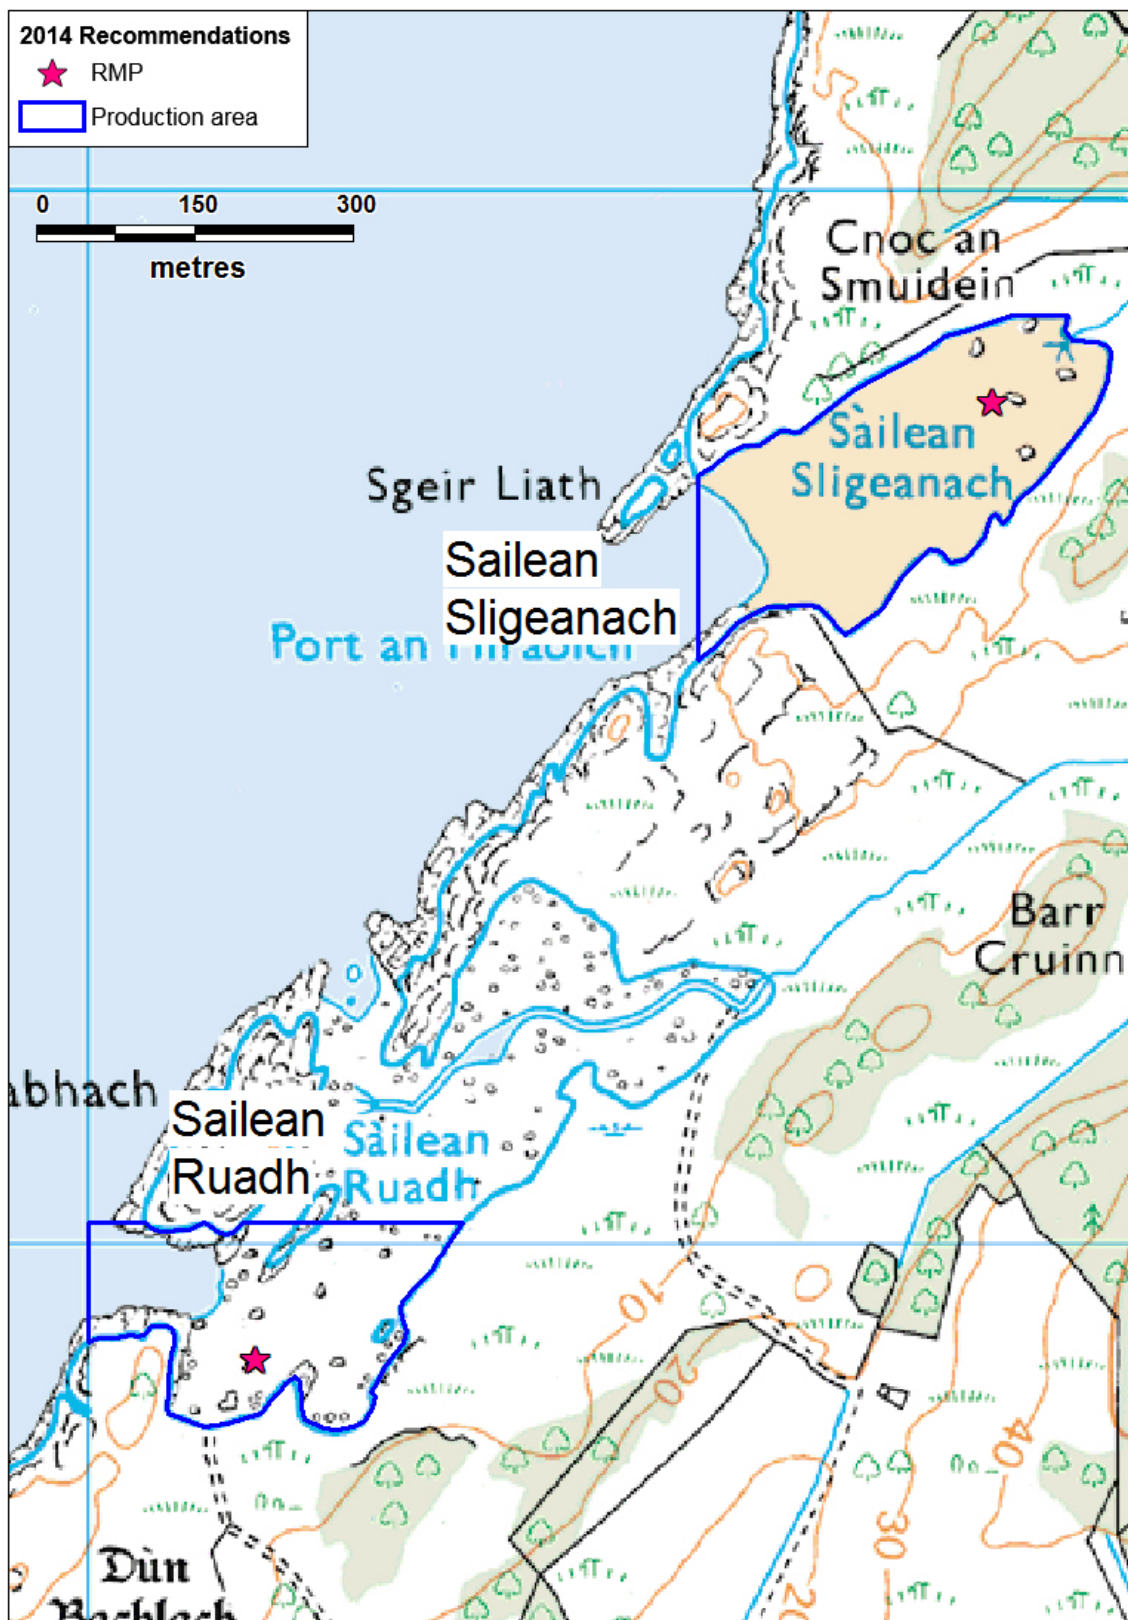 2014 Recommendations
RMP
Production area
0 150 300
metres
Cnoc an
Smuidein
Sàilean
Sligeanach
Sgeir Liath
Sailean
Sligeanach
Port an
Barr
Cruinn
Sailean
Ruadh
Sàilean
Ruadh
10
20
30
40
20
Dùn